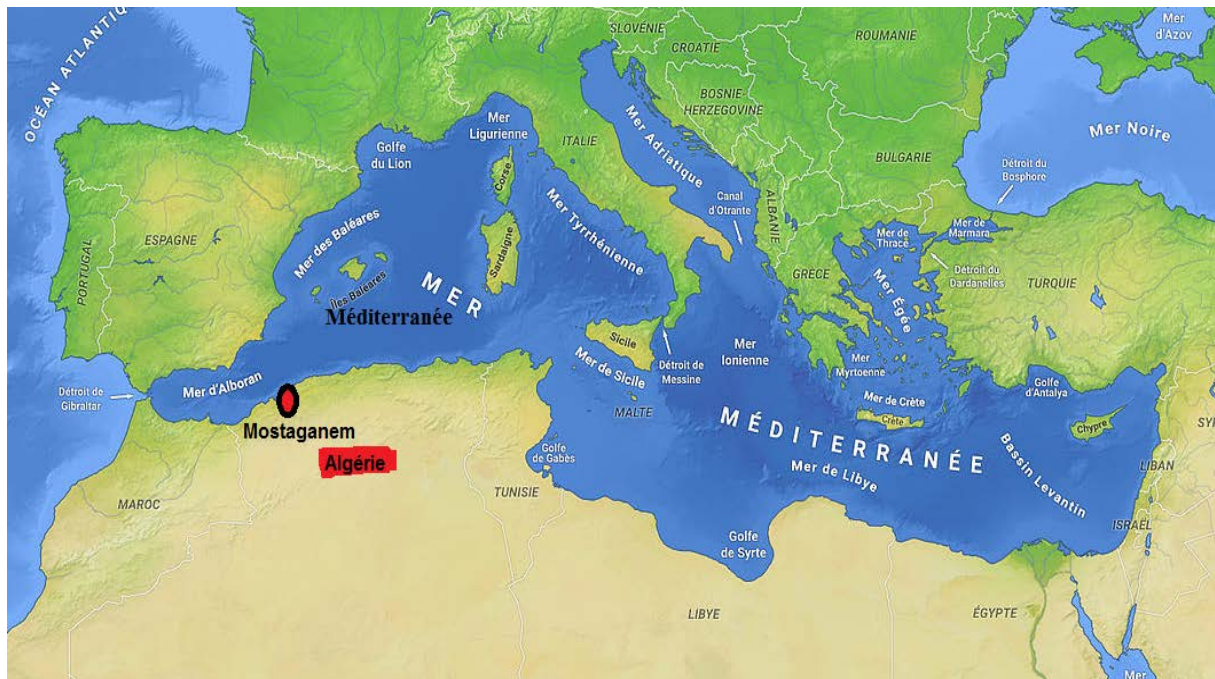 OCÉAN ATLANTIQU
SLOVÉNIE
CROATIE
ROUMANIE
Mer
d'Azov
BOSNIE-
HERZÉGOVINE
Mer
Ligurienne
ITALIE
Golfe
du Lion
Mer Adriatique
Mer Noire
BULGARIE
Détroit du
Bosphore
Corse
Canal
d'Otrante
ALBANIE
Mer des Baléares
Mer Tyrrhénienne
PORTUGAL
ESPAGNE
Sardaigne
Mer de
Thrace
Mer de
Marmara
Îles Baléares
MER
Méditerranée
GRÈCE
Mer Égée
Détroit du
Dardanelles
TURQUIE
Sicile
Mer
Ionienne
Détroit de
Messine
Mer de Sicile
Mer
Myrtoenne
Mer d'Alboran
Détroit de
Gibraltar
Golfe
d'Antalya
Mer de Crète
Crète
MALTE
Chypre
SY
Mostaganem
MÉDITERRANÉE
Algérie
Golfe
de Gabès
Mer de Libye
Bassin Levantin
LIBAN
MAROC
TUNISIE
ISRAËL
Golfe
de Syrte
LIBYE
ÉGYPTE
Mer